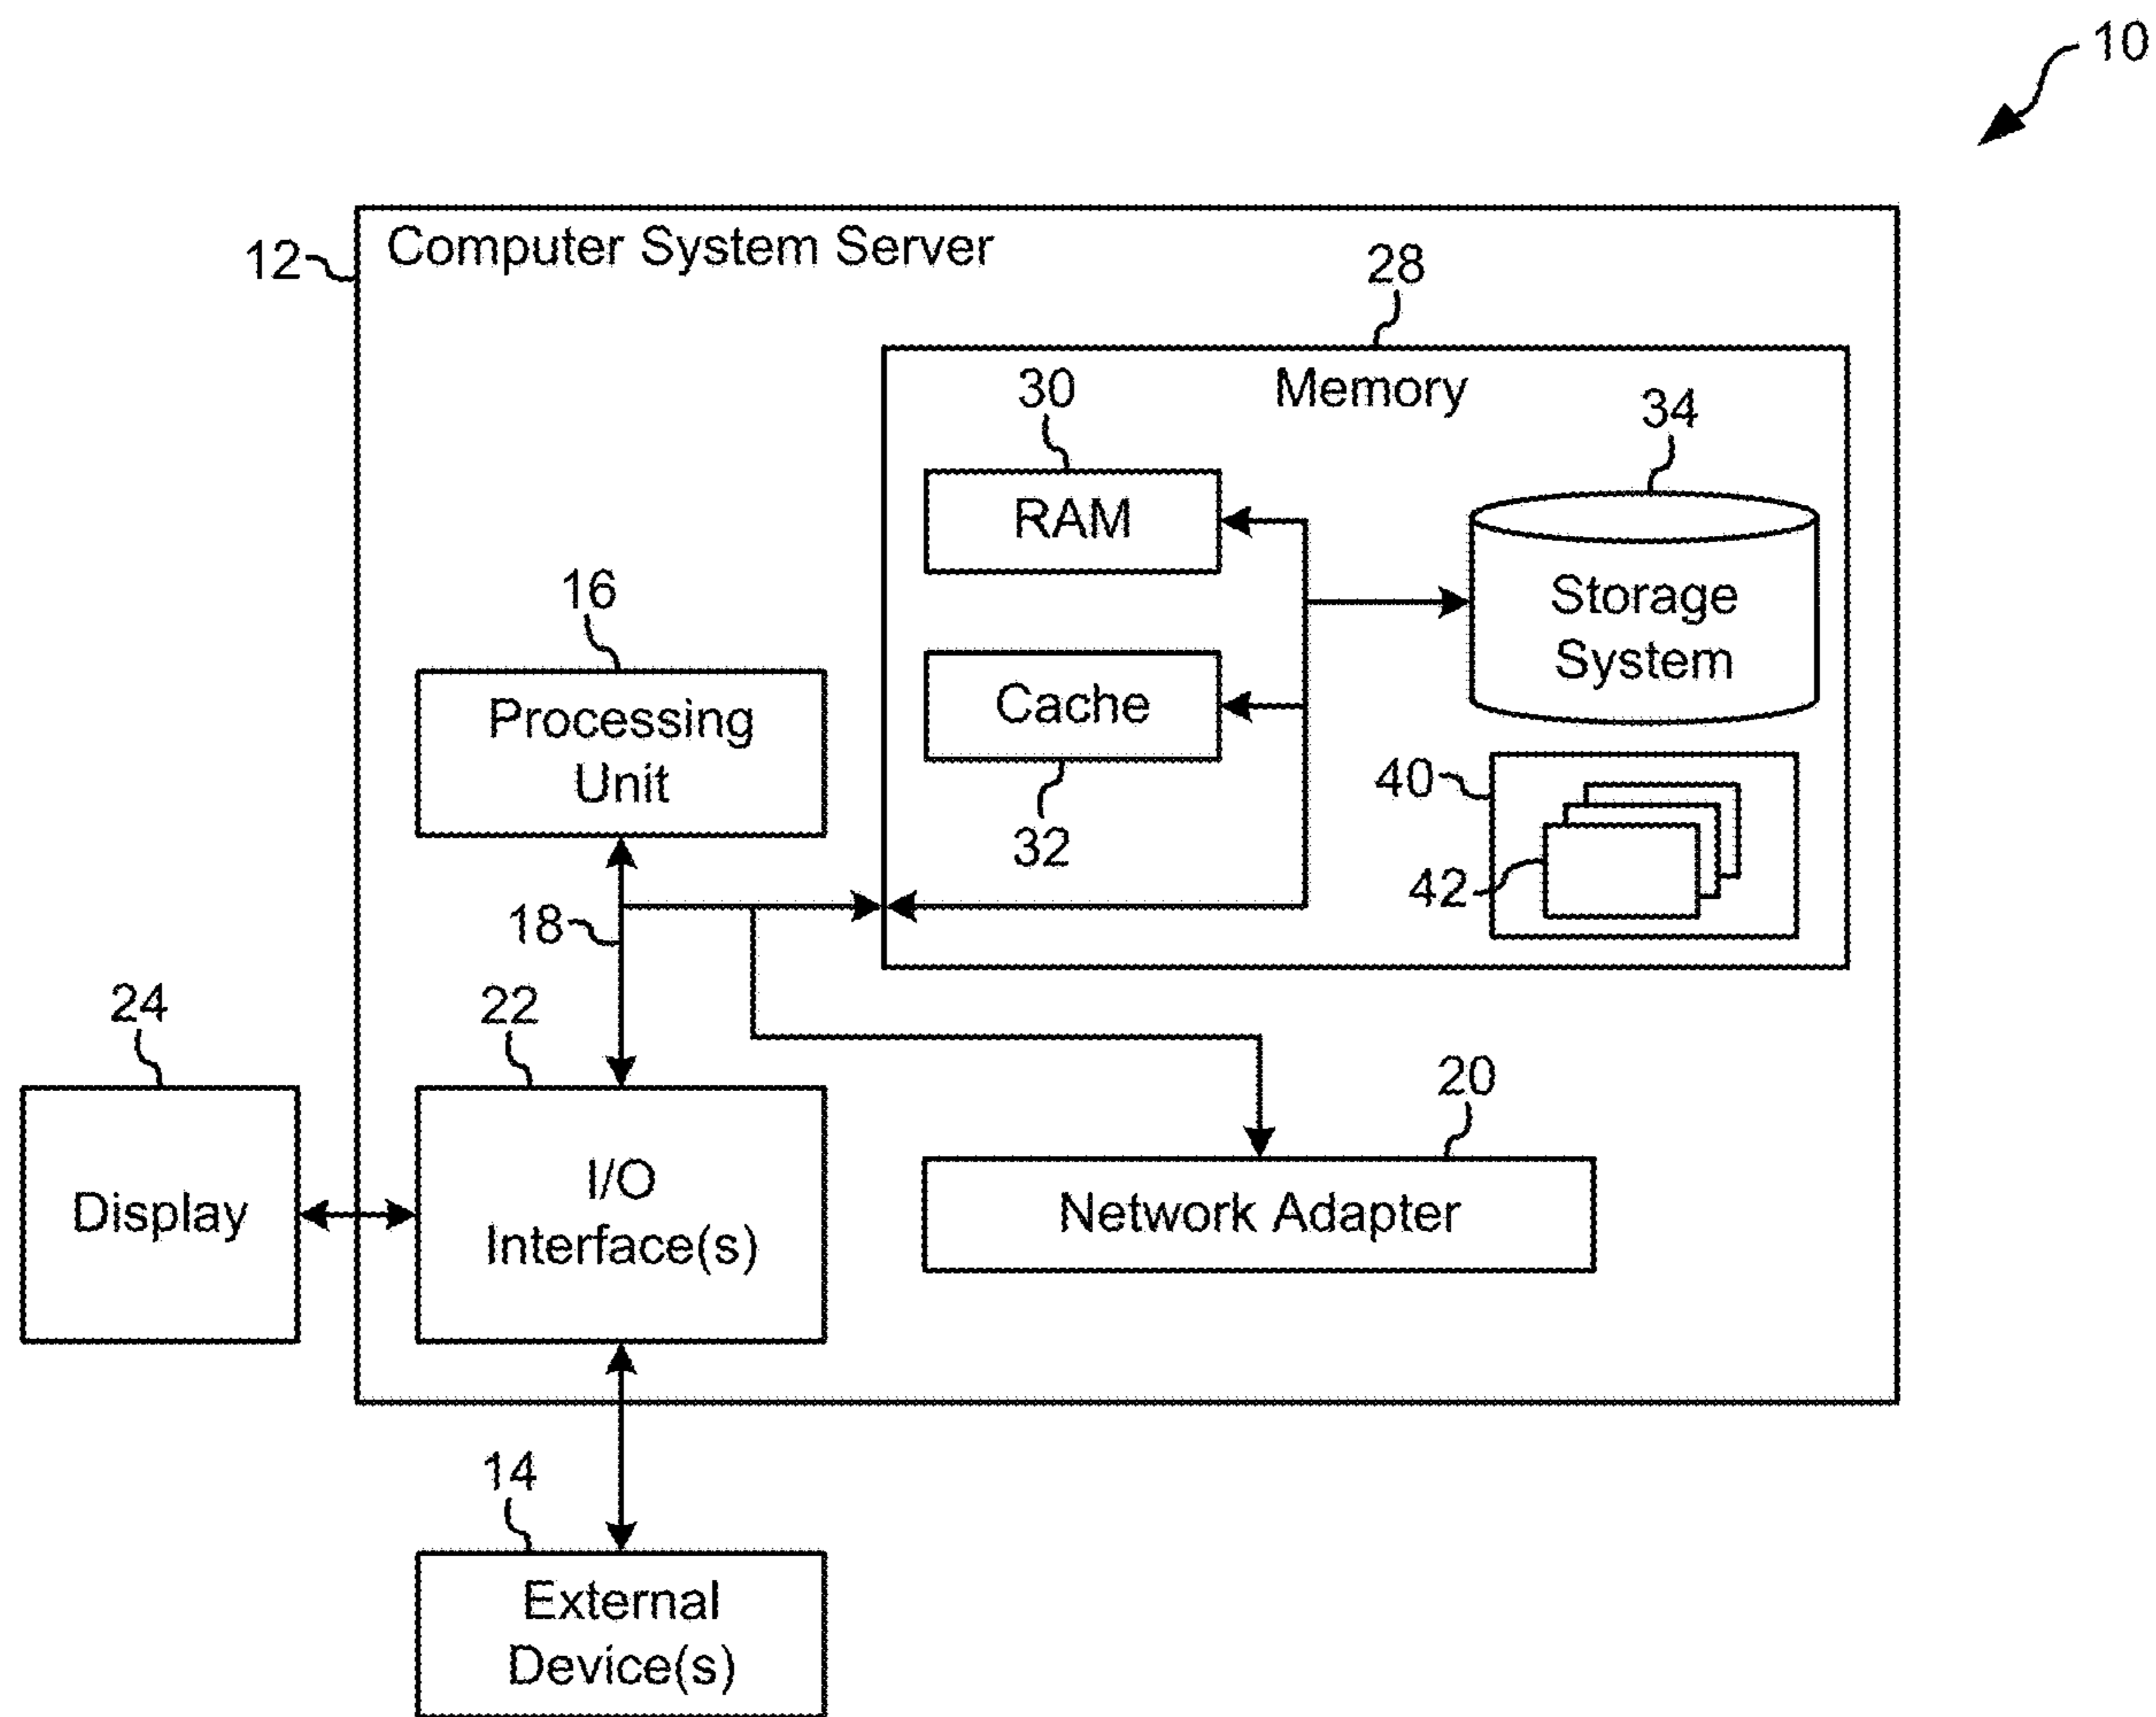 10
12
Computer System Server
28
Memory
30
34
RAM
Storage
System
16
Processing
Unit
Cache
32
40
42
18
24
22
20
Display
I/O
Interface(s)
Network Adapter
14
External
Device(s)